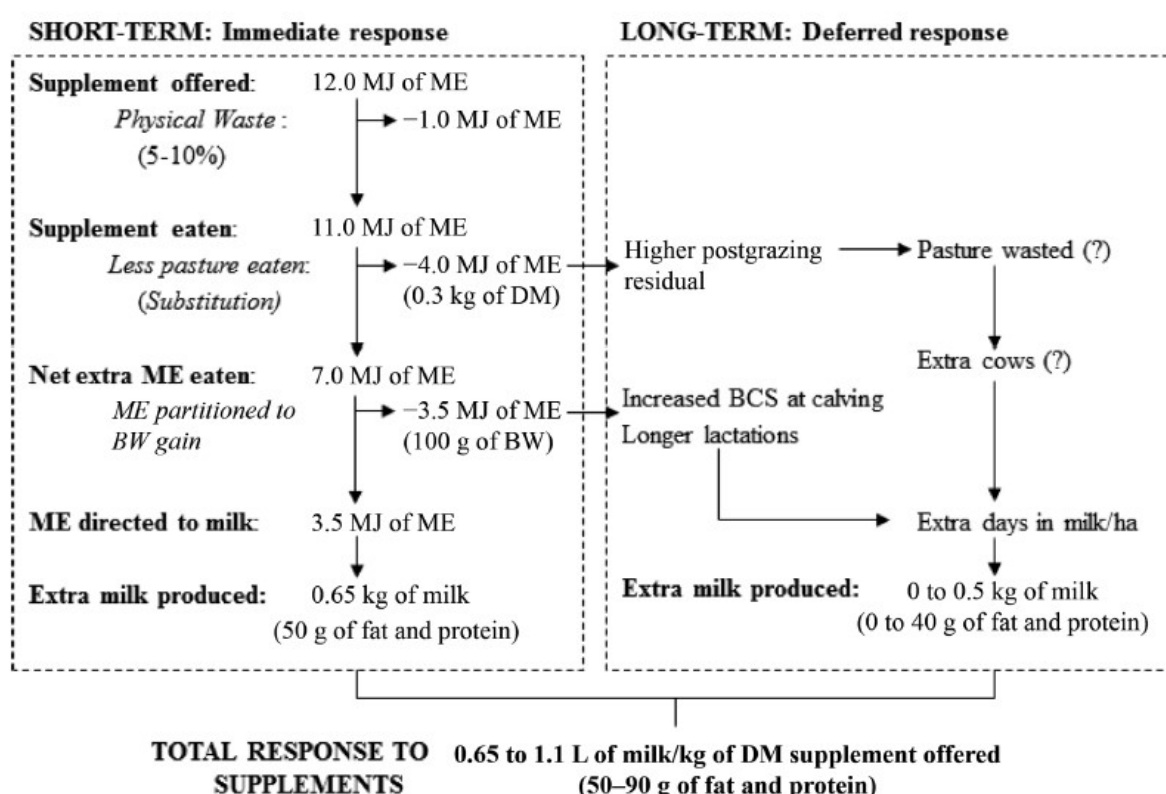 SHORT-TERM: Immediate response
Supplement offered: 12.0 MJ of ME
Physical Waste : −1.0 MJ of ME
(5-10%)
Supplement eaten: 11.0 MJ of ME
Less pasture eaten: −4.0 MJ of ME
(Substitution) (0.3 kg of DM)
Net extra ME eaten: 7.0 MJ of ME
ME partitioned to −3.5 MJ of ME
BW gain (100 g of BW)
ME directed to milk: 3.5 MJ of ME
Extra milk produced: 0.65 kg of milk
(50 g of fat and protein)
LONG-TERM: Deferred response
Higher postgrazing
residual
Pasture wasted (?)
Extra cows (?)
Increased BCS at calving
Longer lactations
Extra days in milk/ha
Extra milk produced: 0 to 0.5 kg of milk
(0 to 40 g of fat and protein)
TOTAL RESPONSE TO 0.65 to 1.1 L of milk/kg of DM supplement offered
SUPPLEMENTS (50–90 g of fat and protein)